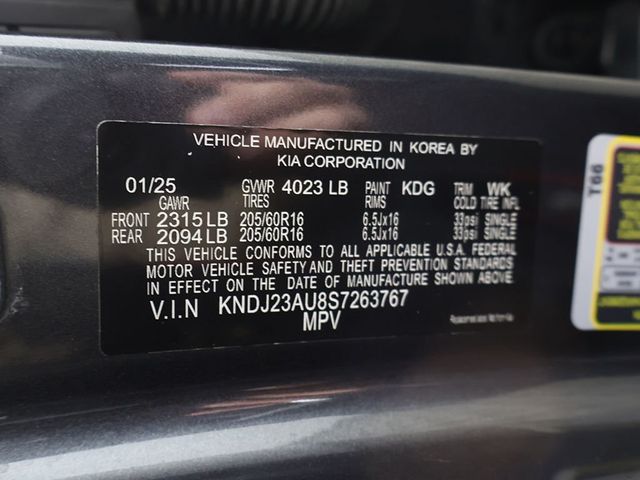 VEHICLE MANUFACTURED IN KOREA BY
KIA CORPORATION
01/25 GVWR 4023 LB PAINT KDG TRIM WK
GAWR TIRES RIMS COLD TIRE INFL
FRONT 2315 LB 205/60R16 6.5Jx16 33psi SINGLE
REAR 2094 LB 205/60R16 6.5Jx16 33psi SINGLE
THIS VEHICLE CONFORMS TO ALL APPLICABLE U.S.A. FEDERAL
MOTOR VEHICLE SAFETY AND THEFT PREVENTION STANDARDS
IN EFFECT ON THE DATE OF MANUFACTURE SHOWN ABOVE.
V.I.N KNDJ23AU8S7263767
MPV
T66